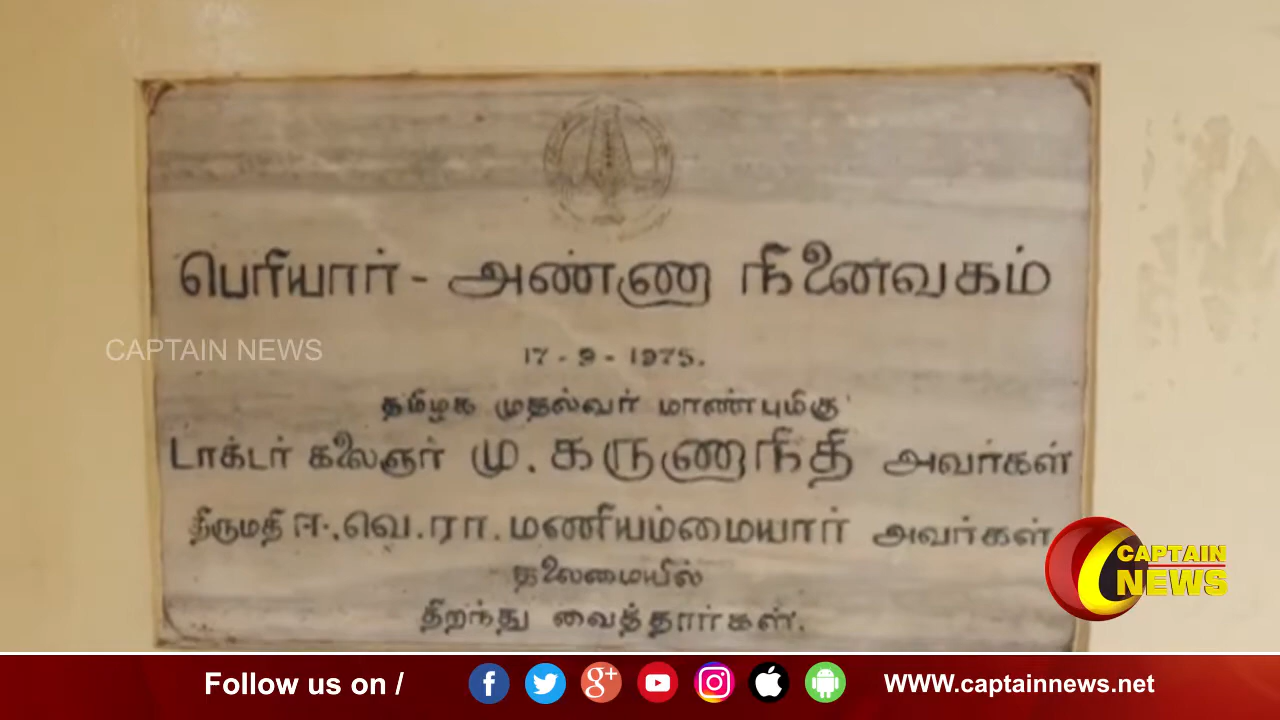 பெரியார் - அண்ணா நினைவகம்
CAPTAIN NEWS
17 - 9 - 1975.
தமிழக முதல்வர் மாண்புமிகு
டாக்டர் கலைஞர் மு. கருணாநிதி அவர்கள்
திருமதி ஈ. வெ. ரா. மணியம்மையார் அவர்கள்
தலைமையில்
திறந்து வைத்தார்கள்.
CAPTAIN
NEWS
Follow us on /
WWW.captainnews.net